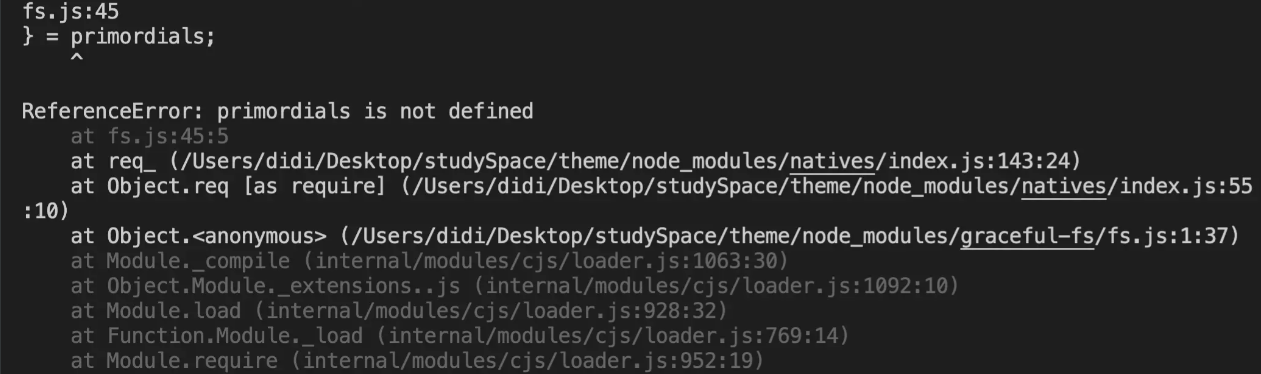 fs.js:45
} = primordials;
    ^
ReferenceError: primordials is not defined
    at fs.js:45:5
    at req_ (/Users/didi/Desktop/studySpace/theme/node_modules/natives/index.js:143:24)
    at Object.req [as require] (/Users/didi/Desktop/studySpace/theme/node_modules/natives/index.js:55
:10)
    at Object.<anonymous> (/Users/didi/Desktop/studySpace/theme/node_modules/graceful-fs/fs.js:1:37)
    at Module._compile (internal/modules/cjs/loader.js:1063:30)
    at Object.Module._extensions..js (internal/modules/cjs/loader.js:1092:10)
    at Module.load (internal/modules/cjs/loader.js:928:32)
    at Function.Module._load (internal/modules/cjs/loader.js:769:14)
    at Module.require (internal/modules/cjs/loader.js:952:19)